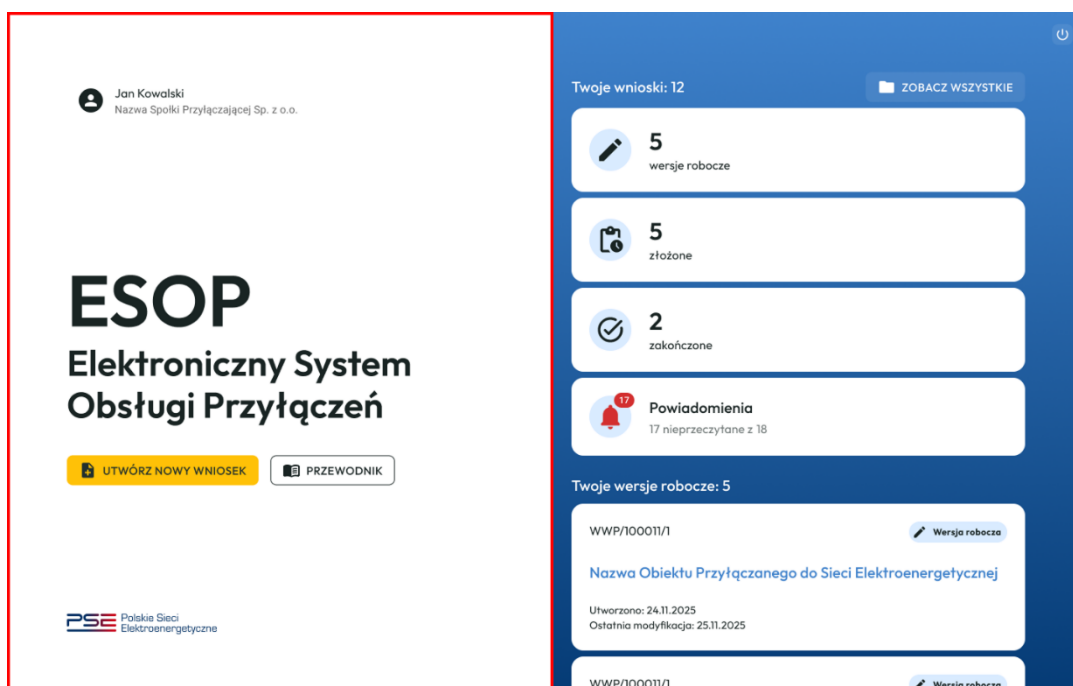 Jan Kowalski
Nazwa Spółki Przyłączającej Sp. z o.o.
ESOP
Elektroniczny System
Obsługi Przyłączeń
UTWÓRZ NOWY WNIOSEK
PRZEWODNIK
PSE Polskie Sieci
Elektroenergetyczne
Twoje wnioski: 12
ZOBACZ WSZYSTKIE
5
wersje robocze
5
złożone
2
zakończone
17
Powiadomienia
17 nieprzeczytane z 18
Twoje wersje robocze: 5
WWP/100011/1
Wersja robocza
Nazwa Obiektu Przyłączanego do Sieci Elektroenergetycznej
Utworzono: 24.11.2025
Ostatnia modyfikacja: 25.11.2025
WWP/100011/1
Wersja robocza